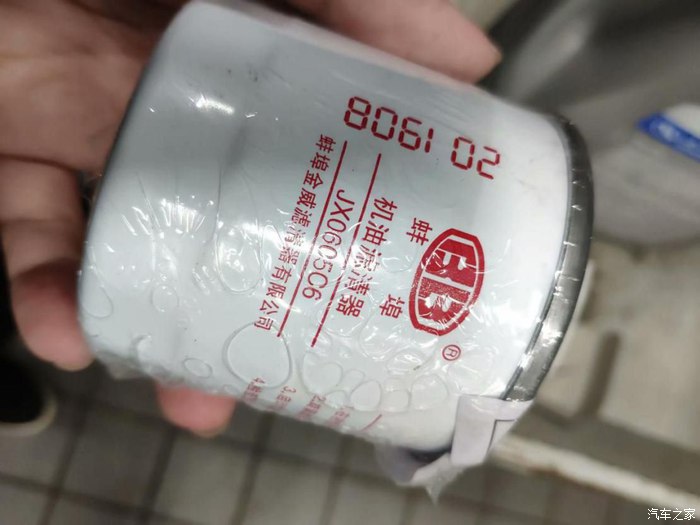 20 1908
蚌 埠
机油滤清器
JX0605C6
蚌埠金威滤清器有限公司
汽车之家